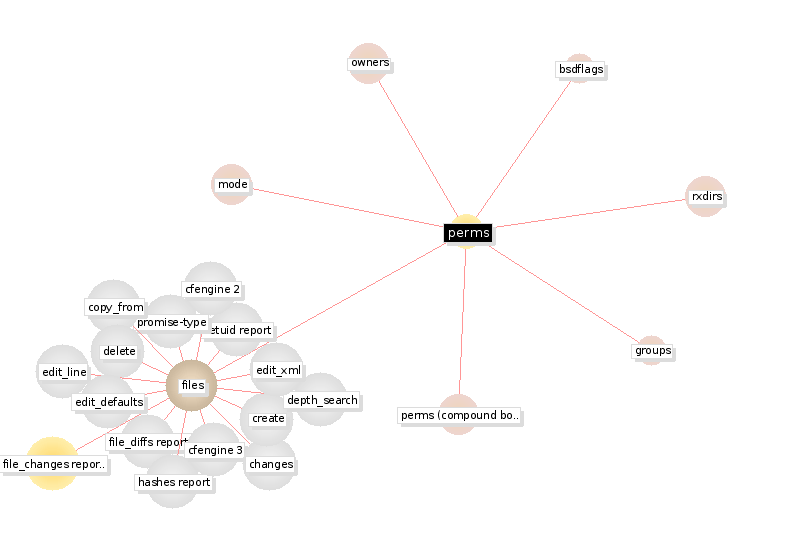 owners
bsdflags
mode
rxdirs
perms
cfengine 2
copy_from
promise-type
etuid report
delete
groups
edit_line
edit_xml
files
edit_defaults
depth_search
perms (compound bo..
create
file_diffs report
cfengine 3
file_changes repor..
changes
hashes report